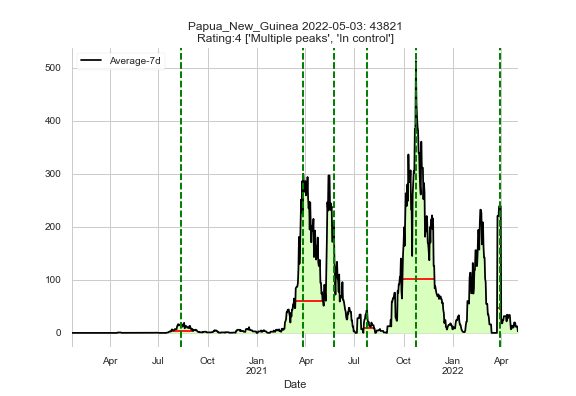 Papua_New_Guinea 2022-05-03: 43821
Rating:4 ['Multiple peaks', 'In control']
Average-7d
500
400
300
200
100
0
Apr Jul Oct Jan Apr Jul Oct Jan Apr
2021 2022
Date